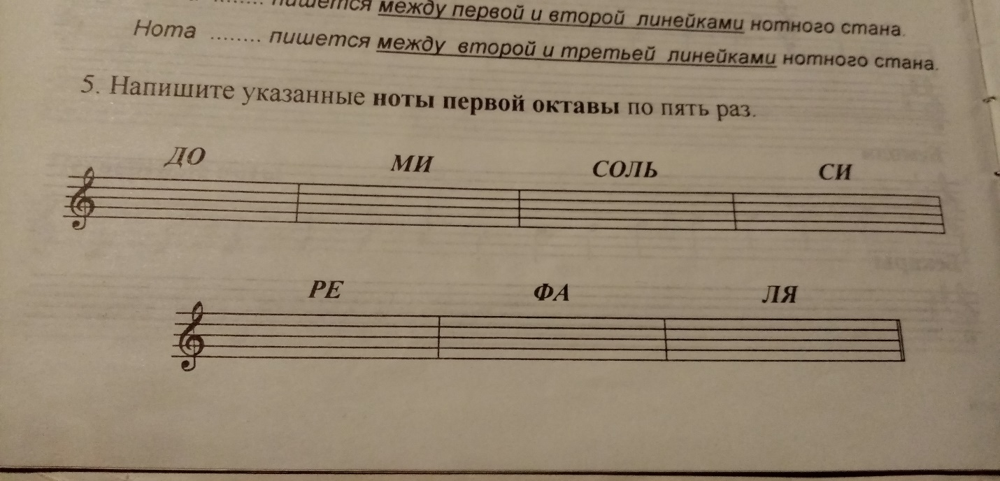 ........ пишется между первой и второй линейками нотного стана.
Нота ........ пишется между второй и третьей линейками нотного стана.
5. Напишите указанные ноты первой октавы по пять раз.
ДО МИ СОЛЬ СИ
РЕ ФА ЛЯ